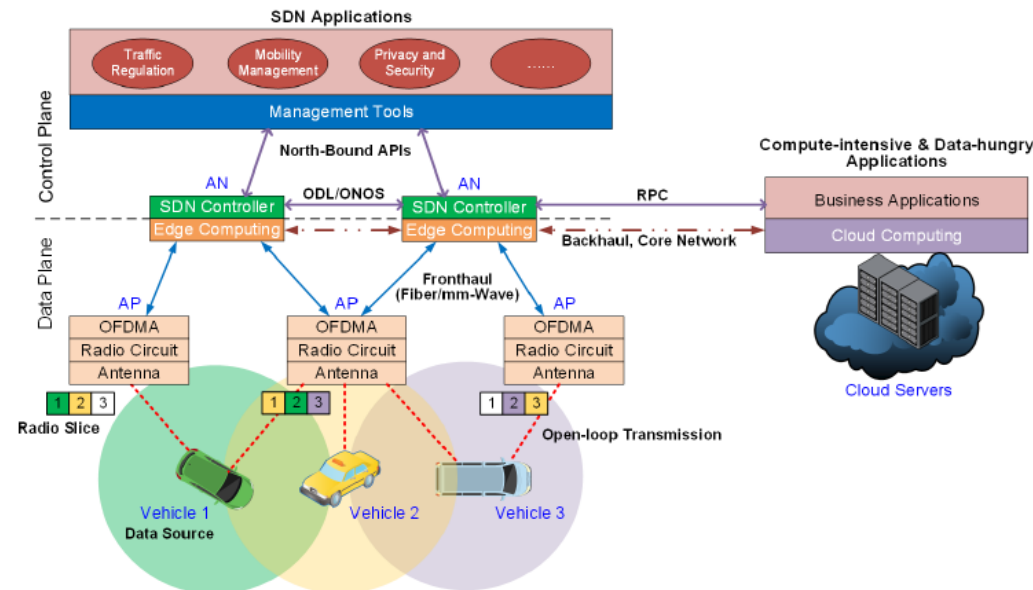 SDN Applications
Traffic
Regulation
Mobility
Management
Privacy and
Security
......
Management Tools
Control Plane
North-Bound APIs
Compute-intensive & Data-hungry
Applications
AN
ODL/ONOS
AN
RPC
SDN Controller
SDN Controller
Business Applications
Edge Computing
Edge Computing
Backhaul, Core Network
Cloud Computing
Data Plane
Fronthaul
(Fiber/mm-Wave)
AP
AP
AP
OFDMA
OFDMA
OFDMA
Radio Circuit
Radio Circuit
Radio Circuit
Antenna
Antenna
Antenna
Cloud Servers
1 2 3
1 2 3
1 2 3
Radio Slice
Open-loop Transmission
Vehicle 1
Vehicle 2
Vehicle 3
Data Source